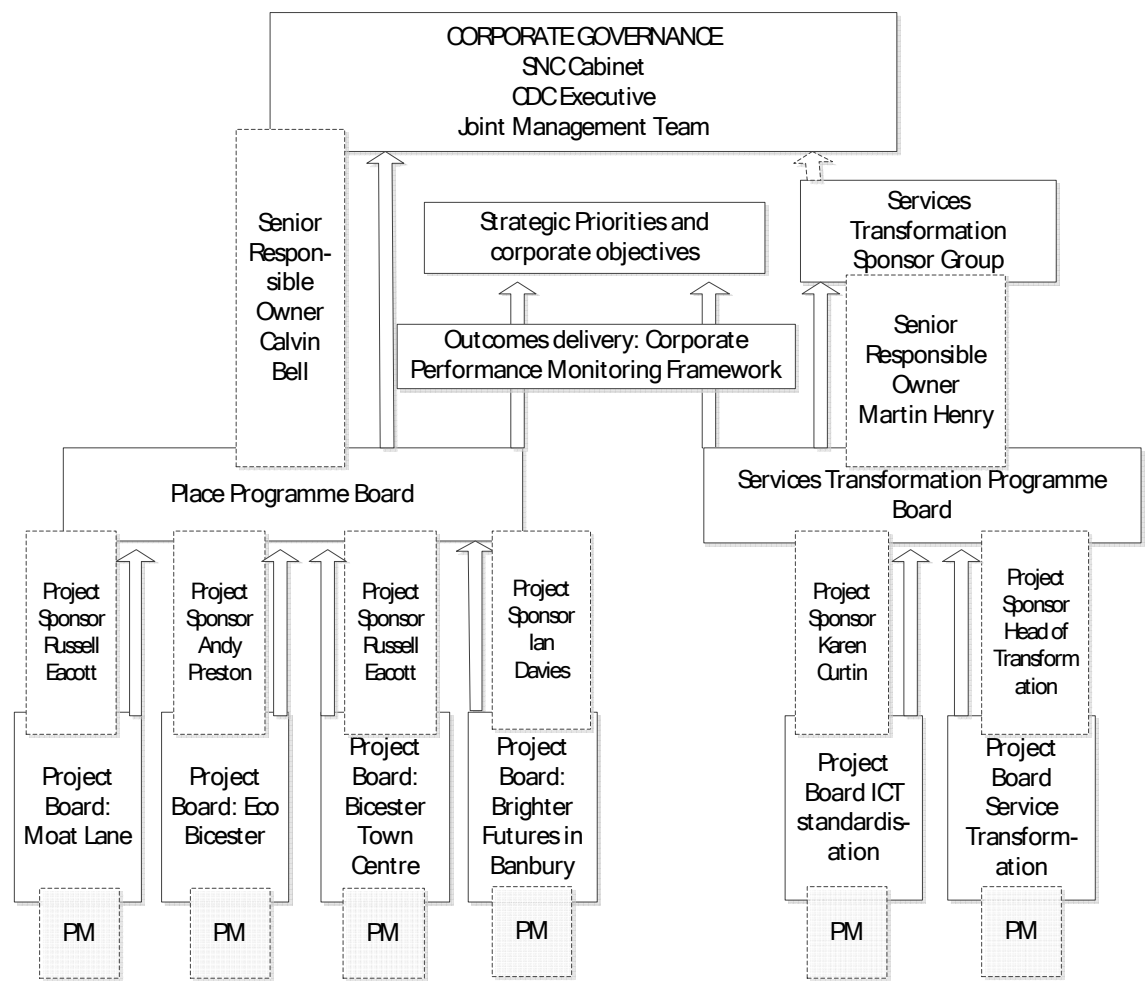 CORPORATE GOVERNANCE
SNC Cabinet
CDC Executive
Joint Management Team
Senior
Respon-
sible
Owner
Calvin
Bell
Strategic Priorities and
corporate objectives
Services
Transformation
Sponsor Group
Outcomes delivery: Corporate
Performance Monitoring Framework
Senior
Responsible
Owner
Martin Henry
Place Programme Board
Services Transformation Programme
Board
Project
Sponsor
Russell
Eacott
Project
Sponsor
Andy
Preston
Project
Sponsor
Russell
Eacott
Project
Sponsor
Ian
Davies
Project
Sponsor
Karen
Curtin
Project
Sponsor
Head of
Transform
ation
Project
Board:
Moat Lane
Project
Board: Eco
Bicester
Project
Board:
Bicester
Town
Centre
Project
Board:
Brighter
Futures in
Banbury
Project
Board ICT
standardis-
ation
Project
Board
Service
Transform-
ation
PM
PM
PM
PM
PM
PM